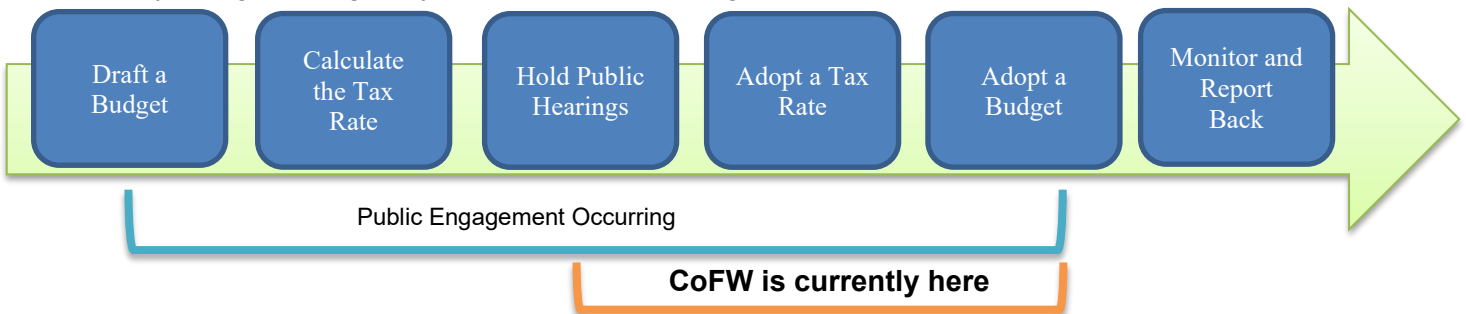 Draft a
Budget
Calculate
the Tax
Rate
Hold Public
Hearings
Adopt a Tax
Rate
Adopt a
Budget
Monitor and
Report
Back
Public Engagement Occurring
CoFW is currently here